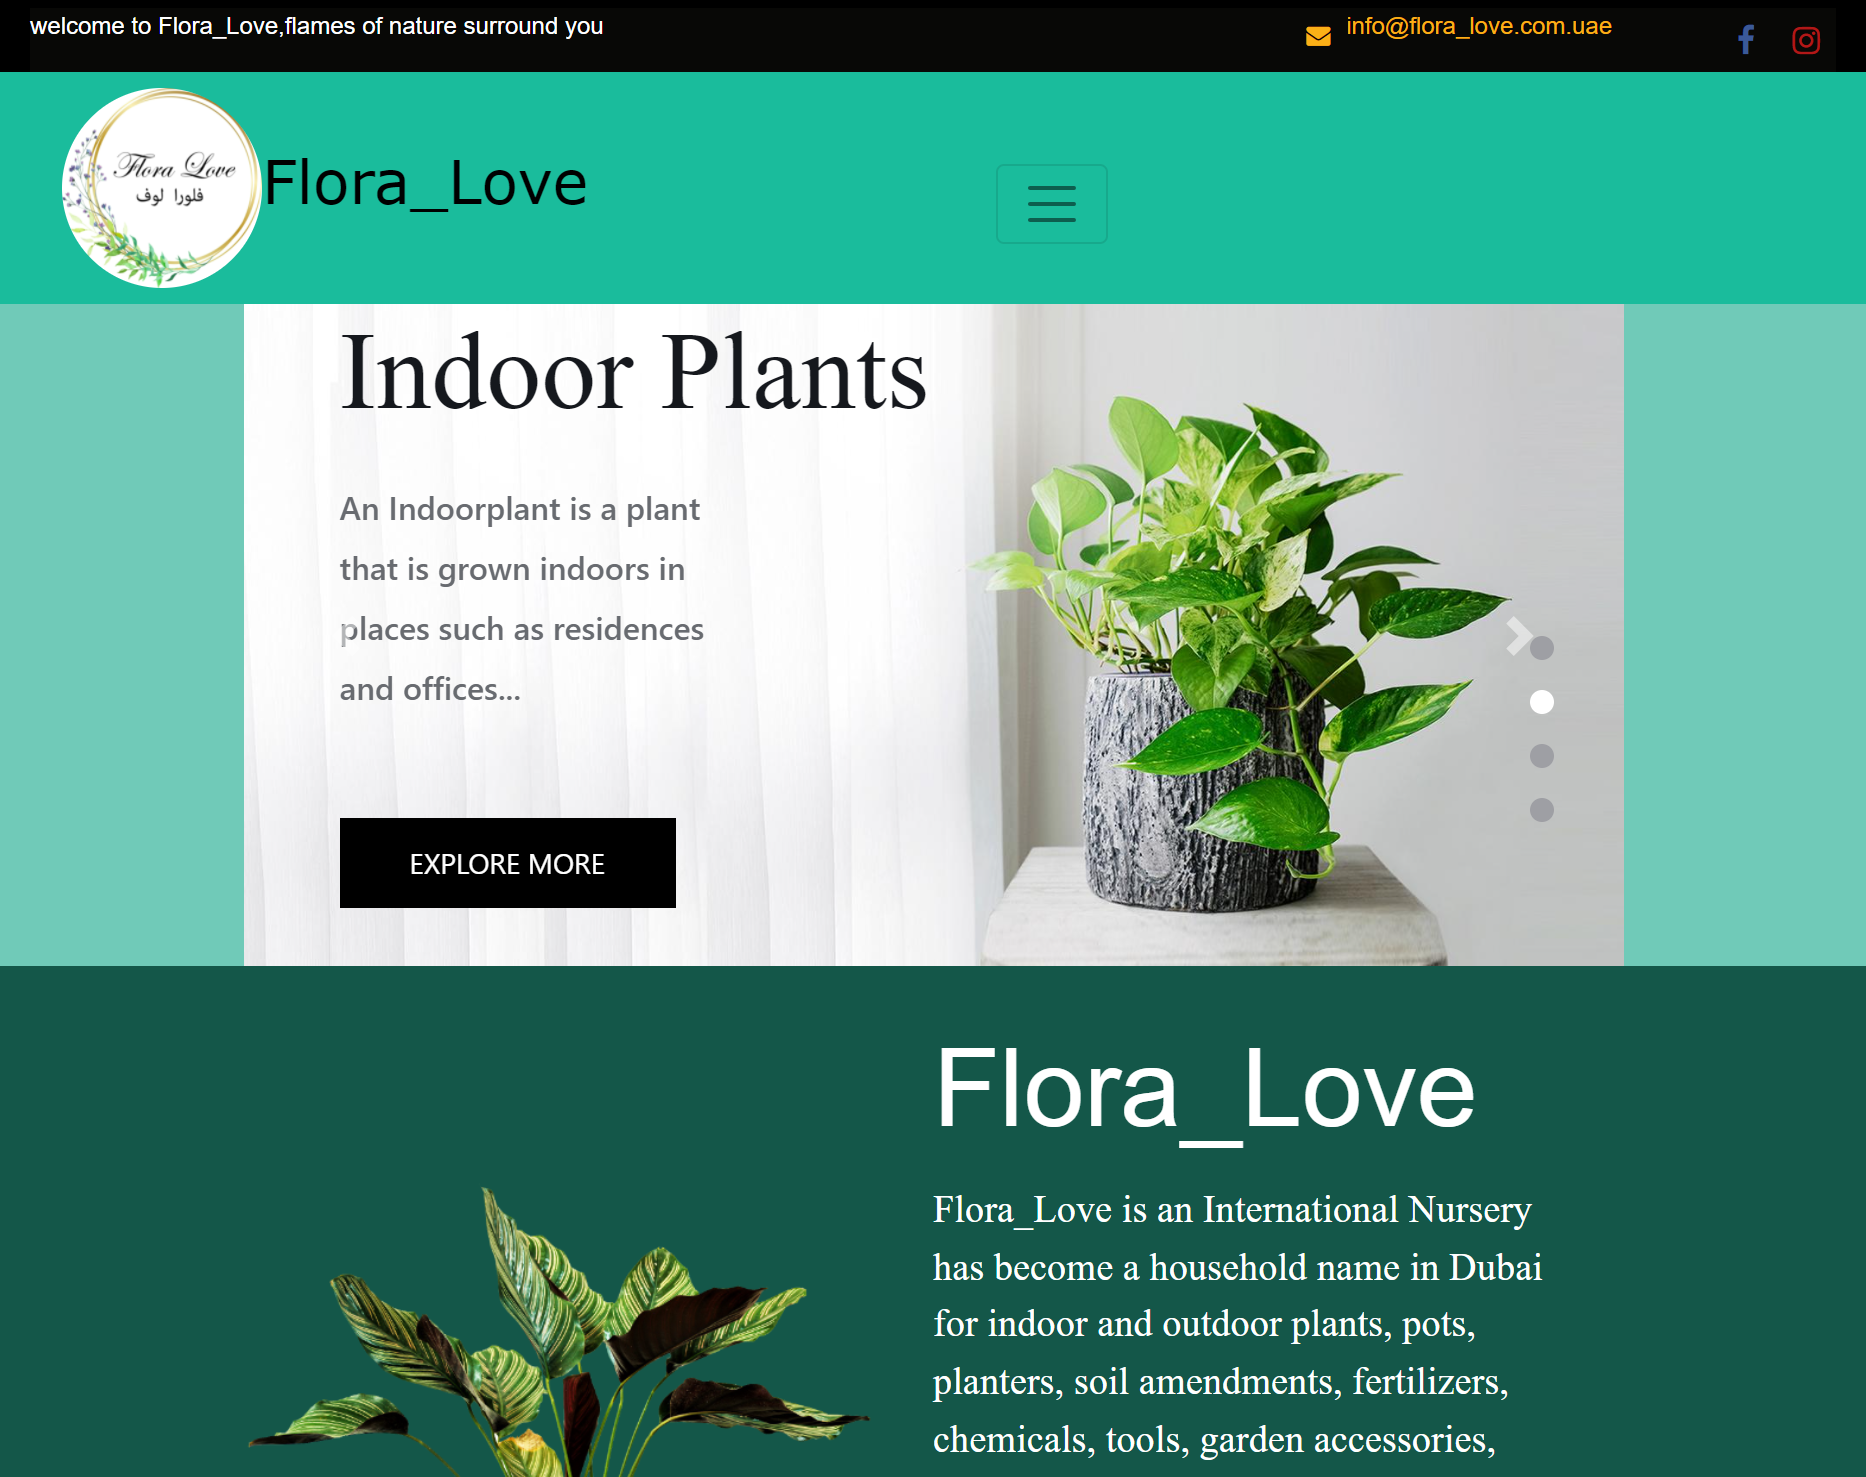 welcome to Flora_Love,flames of nature surround you
info@flora_love.com.uae
Flora Love
فلورا لوف
Flora_Love
Indoor Plants
An Indoorplant is a plant
that is grown indoors in
places such as residences
and offices...
EXPLORE MORE
Flora_Love
Flora_Love is an International Nursery
has become a household name in Dubai
for indoor and outdoor plants, pots,
planters, soil amendments, fertilizers,
chemicals, tools, garden accessories,